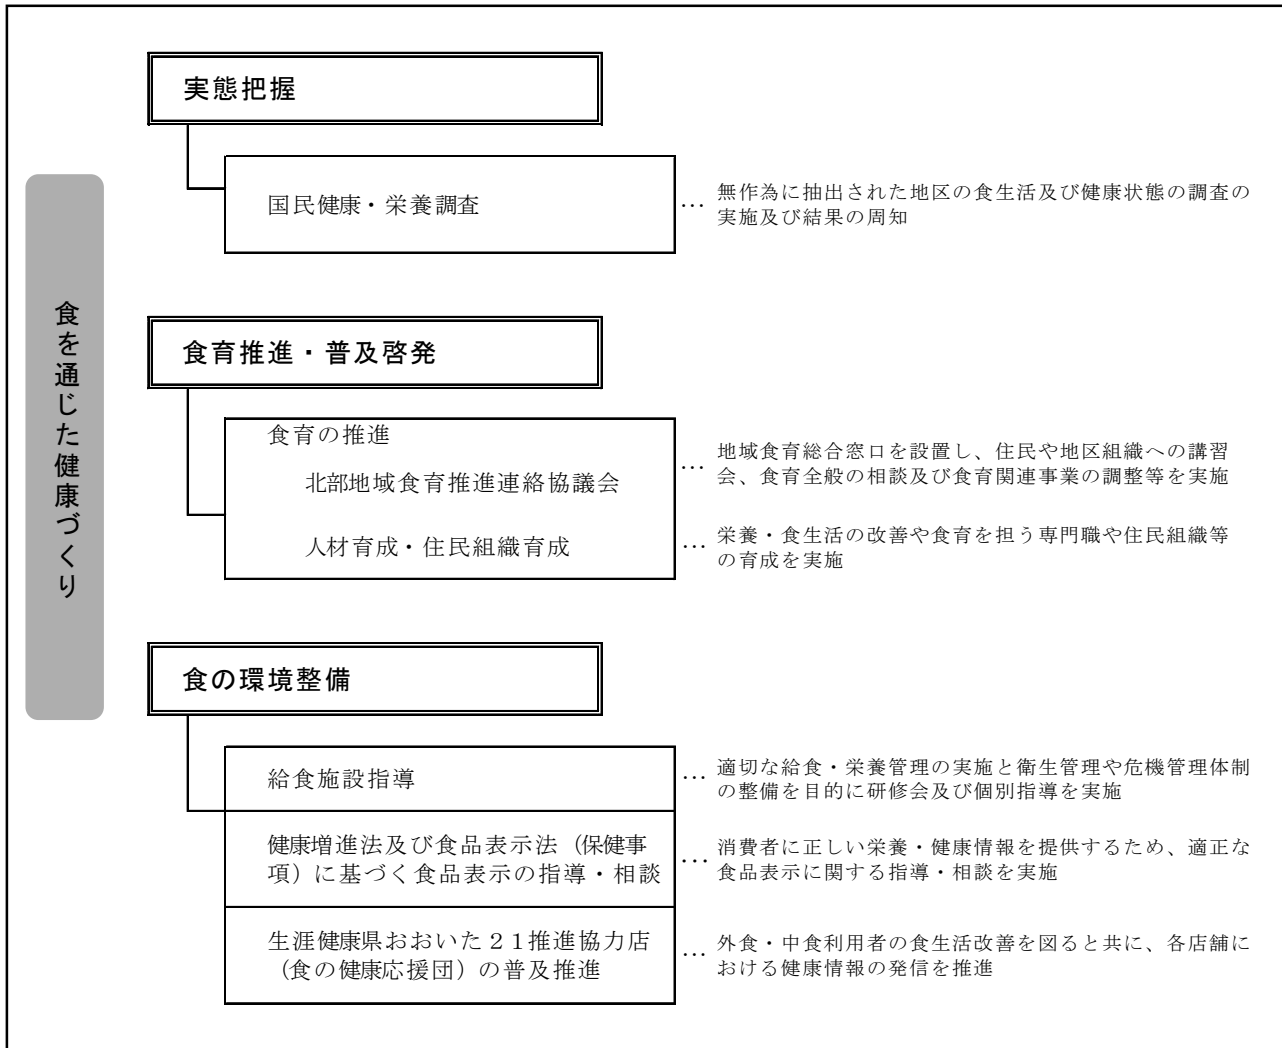 食を通じた健康づくり
実態把握
国民健康・栄養調査
… 無作為に抽出された地区の食生活及び健康状態の調査の
実施及び結果の周知
食育推進・普及啓発
食育の推進
北部地域食育推進連絡協議会
… 地域食育総合窓口を設置し、住民や地区組織への講習
会、食育全般の相談及び食育関連事業の調整等を実施
人材育成・住民組織育成
… 栄養・食生活の改善や食育を担う専門職や住民組織等
の育成を実施
食の環境整備
給食施設指導
… 適切な給食・栄養管理の実施と衛生管理や危機管理体制
の整備を目的に研修会及び個別指導を実施
健康増進法及び食品表示法（保健事
項）に基づく食品表示の指導・相談
… 消費者に正しい栄養・健康情報を提供するため、適正な
食品表示に関する指導・相談を実施
生涯健康県おおいた２１推進協力店
（食の健康応援団）の普及推進
… 外食・中食利用者の食生活改善を図ると共に、各店舗に
おける健康情報の発信を推進